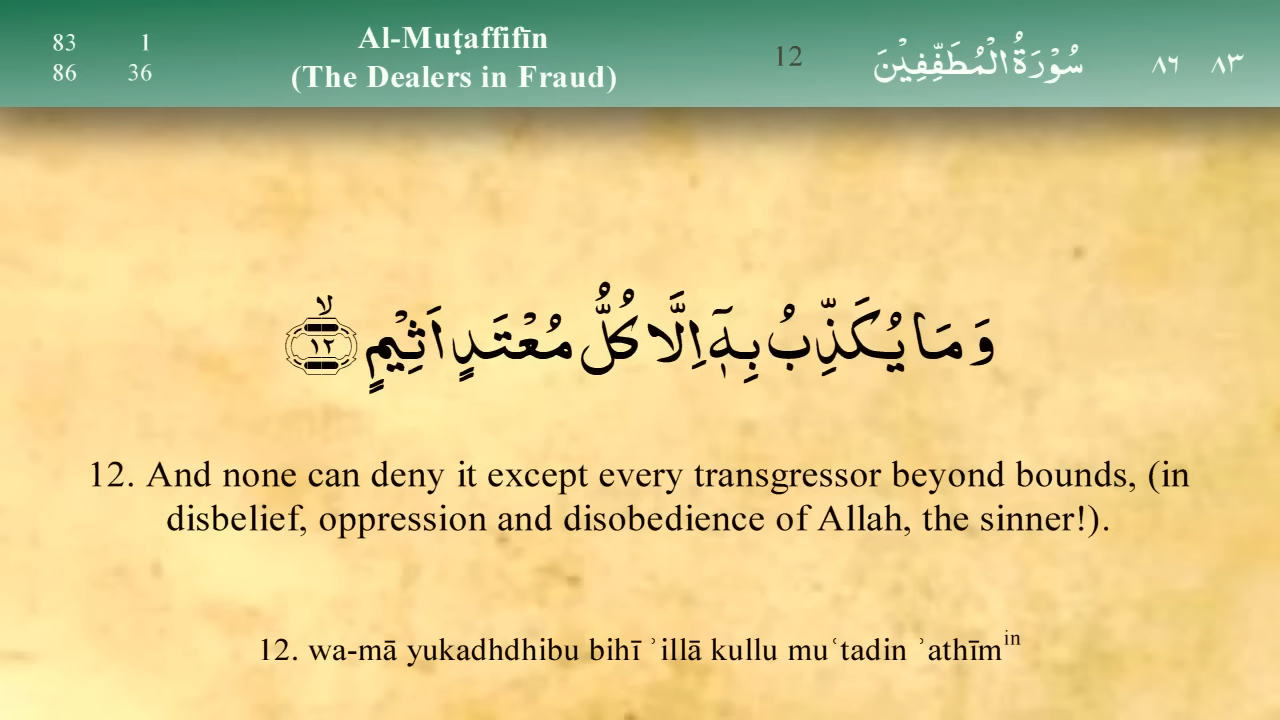 83 1 Al-Muṭaffifīn 12 سُوْرَةُ الْمُطَفِّفِيْنَ ٨٦ ٨٣
86 36 (The Dealers in Fraud)
وَ مَا يُكَذِّبُ بِهٖۤ اِلَّا كُلُّ مُعْتَدٍ اَثِيْمٍۙ ١٢
12. And none can deny it except every transgressor beyond bounds, (in
disbelief, oppression and disobedience of Allah, the sinner!).
12. wa-mā yukadhdhibu bihī ʾillā kullu muʿtadin ʾathīmin